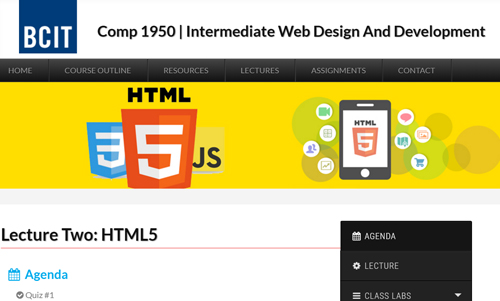 BCIT
Comp 1950 | Intermediate Web Design And Development
HOME COURSE OUTLINE RESOURCES LECTURES ASSIGNMENTS CONTACT
HTML
3 5 JS
HTML
5
Lecture Two: HTML5
Agenda
Quiz #1
AGENDA
LECTURE
CLASS LABS